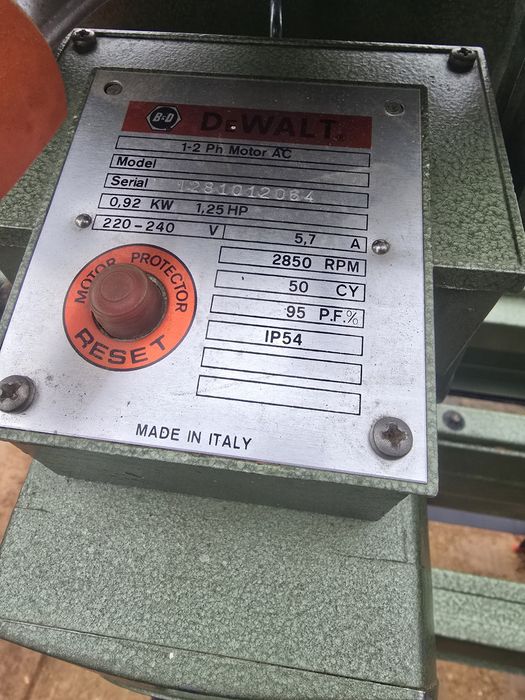 B&D DEWALT®
1-2 Ph Motor AC
Model
Serial 1281012064
0,92 KW 1,25 HP
220-240 V 5,7 A
2850 RPM
50 CY
95 P.F.%
IP54
MOTOR PROTECTOR
RESET
MADE IN ITALY